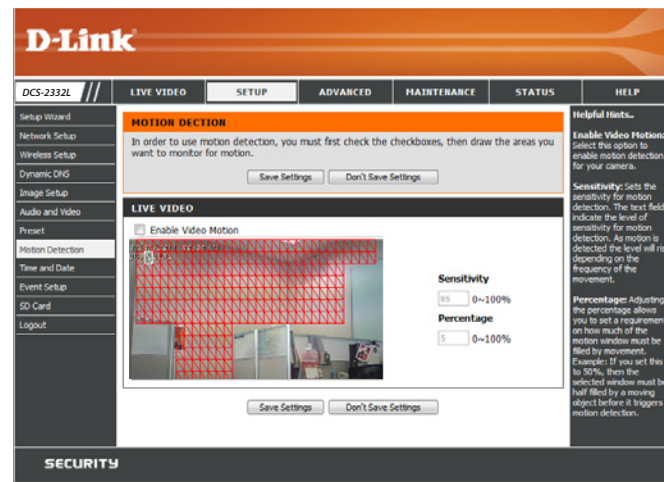 D-Link
DCS-2332L
LIVE VIDEO
SETUP
ADVANCED
MAINTENANCE
STATUS
HELP
Setup Wizard
Network Setup
Wireless Setup
Dynamic DNS
Image Setup
Audio and Video
Preset
Motion Detection
Time and Date
Event Setup
SD Card
Logout
MOTION DECTION
In order to use motion detection, you must first check the checkboxes, then draw the areas you
want to monitor for motion.
Save Settings
Don't Save Settings
LIVE VIDEO
Enable Video Motion
Sensitivity
85 0~100%
Percentage
5 0~100%
Save Settings
Don't Save Settings
Helpful Hints..
Enable Video Motion:
Select this option to
enable motion detection
for your camera.
Sensitivity: Sets the
sensitivity for motion
detection. The text field
indicate the level of
sensitivity for motion
detection. As motion is
detected the level will ris
depending on the
frequency of the
movement.
Percentage: Adjusting
the percentage allows
you to set a requiremen
on how much of the
motion window must be
filled by movement.
Example: If you set this
to 50%, then the
selected window must b
half filled by a moving
object before it triggers
motion detection.
SECURITY